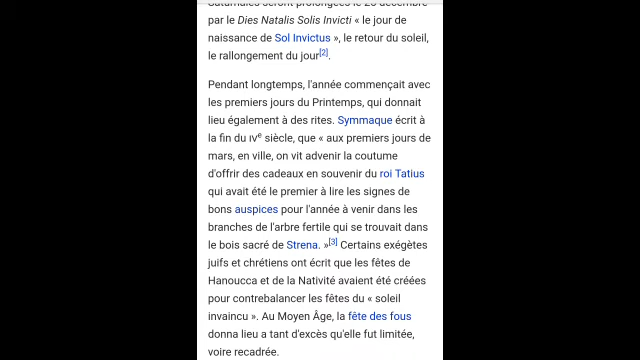 Saturnales seront prolongées le 25 décembre
par le Dies Natalis Solis Invicti « le jour de
naissance de Sol Invictus », le retour du soleil,
le rallongement du jour[2].
Pendant longtemps, l'année commençait avec
les premiers jours du Printemps, qui donnait
lieu également à des rites. Symmaque écrit à
la fin du IVe siècle, que « aux premiers jours de
mars, en ville, on vit advenir la coutume
d'offrir des cadeaux en souvenir du roi Tatius
qui avait été le premier à lire les signes de
bons auspices pour l'année à venir dans les
branches de l'arbre fertile qui se trouvait dans
le bois sacré de Strena. »[3] Certains exégètes
juifs et chrétiens ont écrit que les fêtes de
Hanoucca et de la Nativité avaient été créées
pour contrebalancer les fêtes du « soleil
invaincu ». Au Moyen Âge, la fête des fous
donna lieu a tant d'excès qu'elle fut limitée,
voire recadrée.